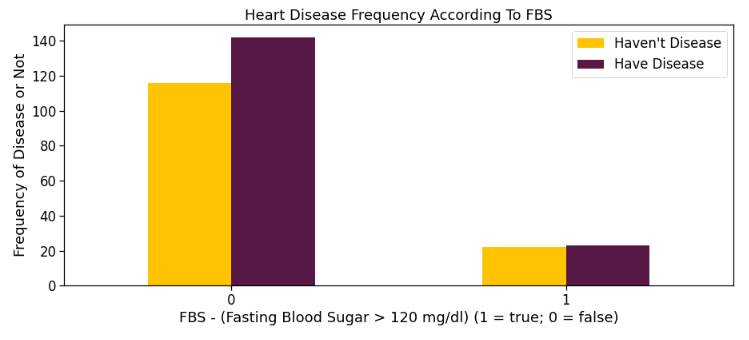 Heart Disease Frequency According To FBS
Haven't Disease
Have Disease
Frequency of Disease or Not
140
120
100
80
60
40
20
0
0
1
FBS - (Fasting Blood Sugar > 120 mg/dl) (1 = true; 0 = false)